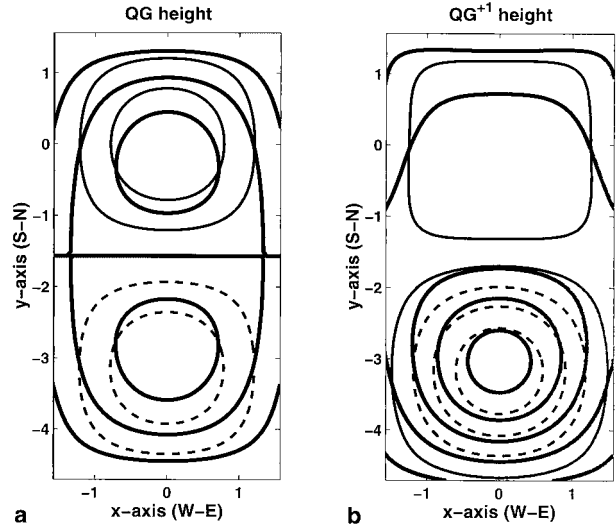 QG height
QG+1 height
y-axis (S-N)
1
0
-1
-2
-3
-4
-1
0
1
a
x-axis (W-E)
y-axis (S-N)
1
0
-1
-2
-3
-4
-1
0
1
b
x-axis (W-E)